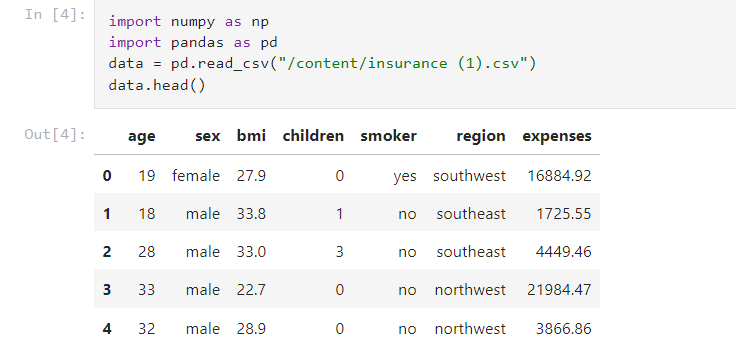 In [4]:
import numpy as np
import pandas as pd
data = pd.read_csv("/content/insurance (1).csv")
data.head()
Out[4]:
age sex bmi children smoker region expenses
0 19 female 27.9 0 yes southwest 16884.92
1 18 male 33.8 1 no southeast 1725.55
2 28 male 33.0 3 no southeast 4449.46
3 33 male 22.7 0 no northwest 21984.47
4 32 male 28.9 0 no northwest 3866.86